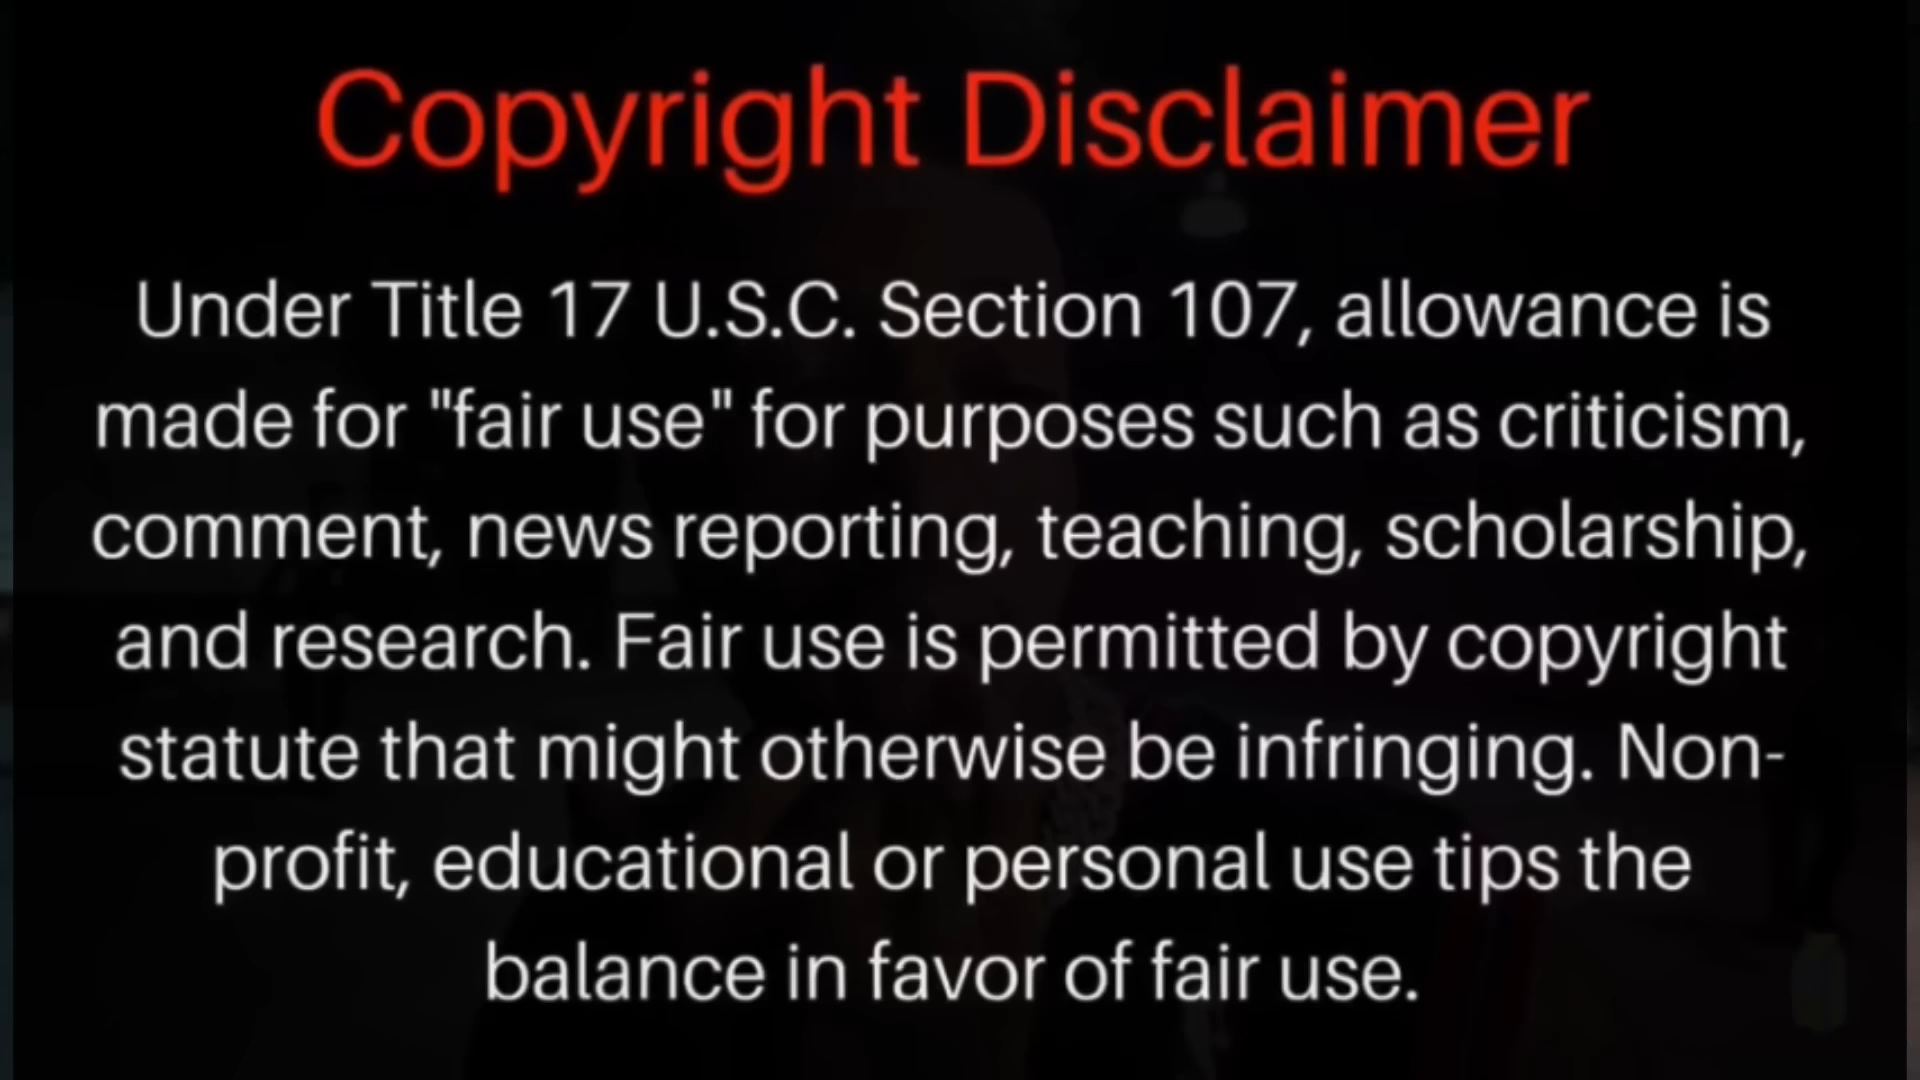 Copyright Disclaimer
Under Title 17 U.S.C. Section 107, allowance is
made for "fair use" for purposes such as criticism,
comment, news reporting, teaching, scholarship,
and research. Fair use is permitted by copyright
statute that might otherwise be infringing. Non-
profit, educational or personal use tips the
balance in favor of fair use.